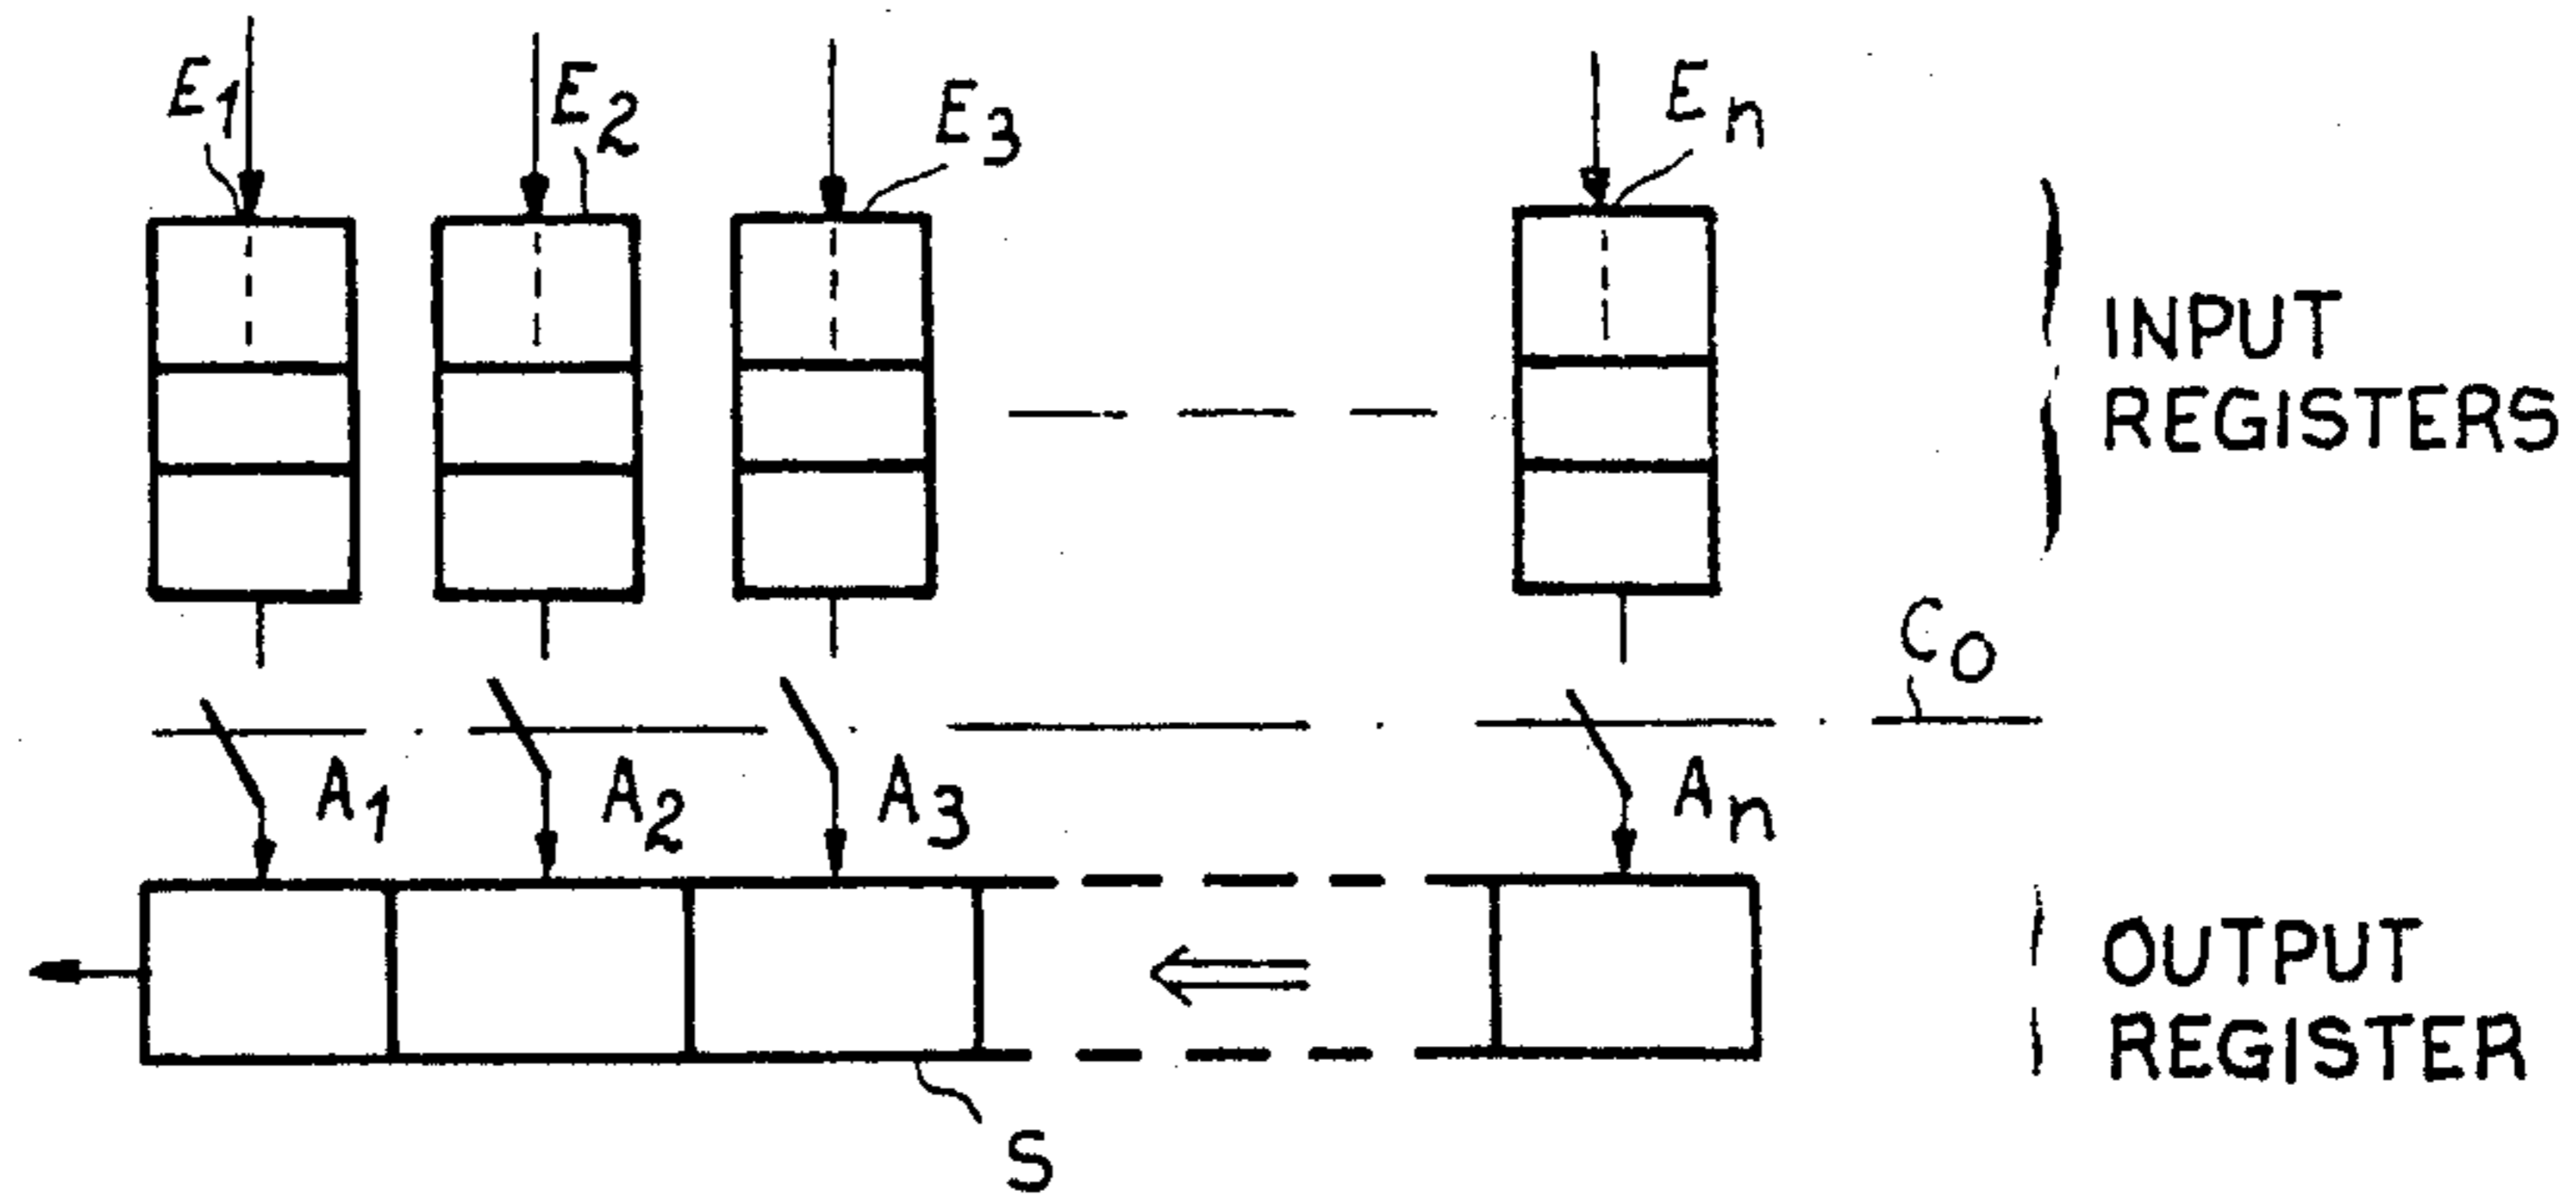 E1
E2
E3
En
INPUT
REGISTERS
C0
A1
A2
A3
An
OUTPUT
REGISTER
S